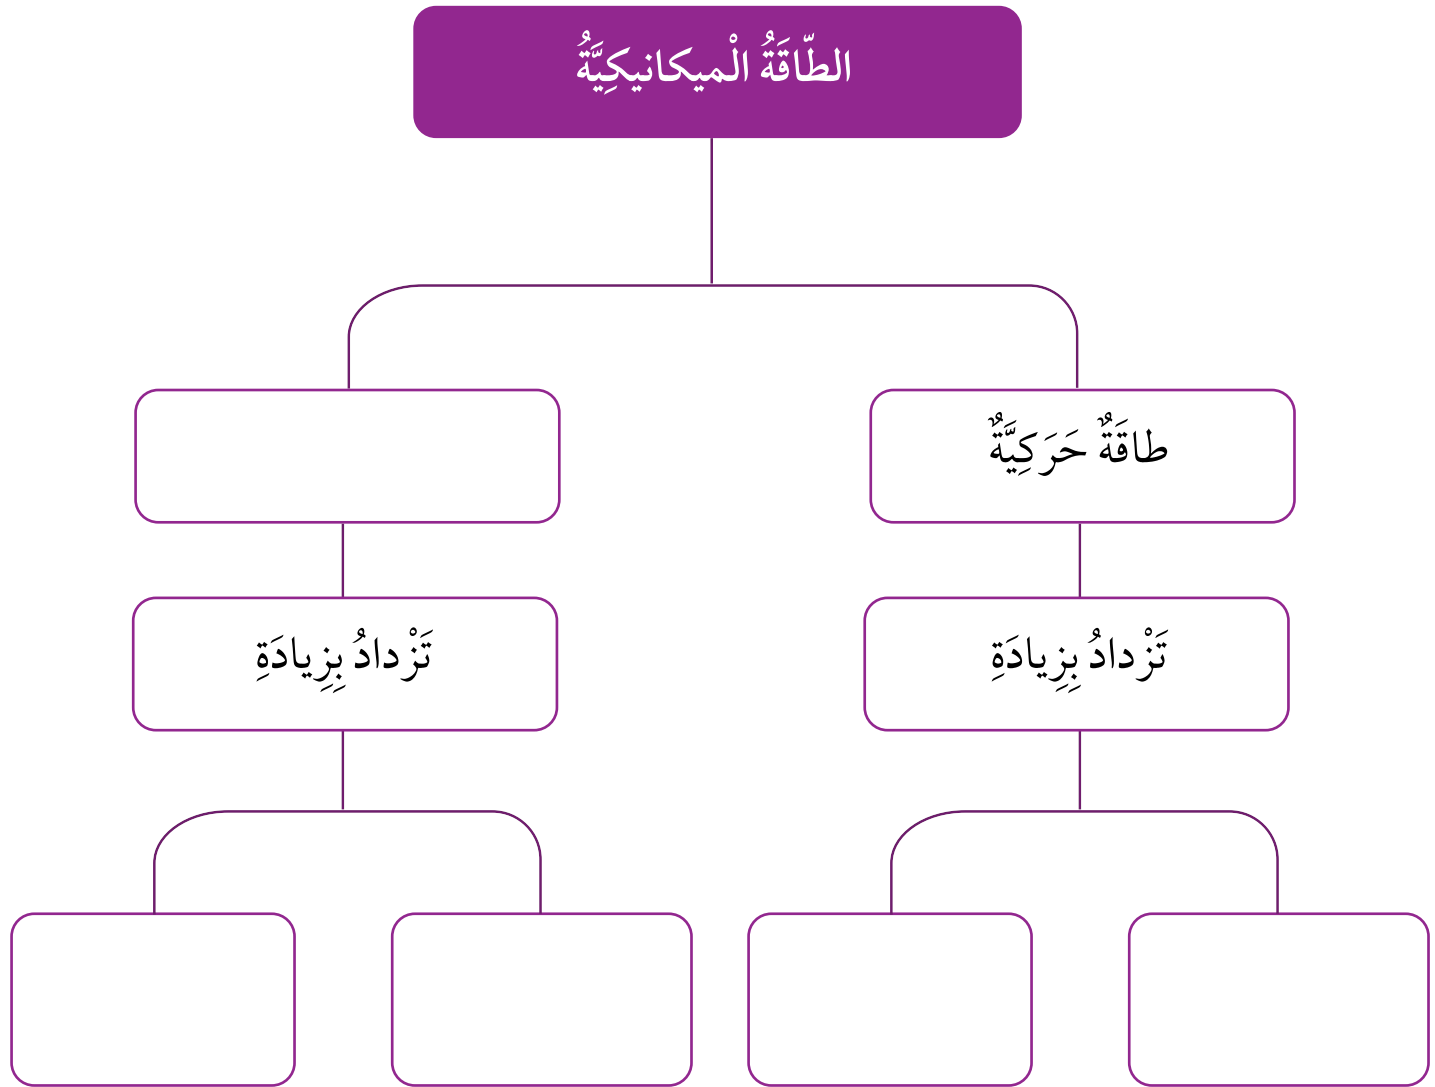 الطّاقَةُ الْميكانيكِيَّةُ
طاقَةٌ حَرَكِيَّةٌ
تَزْدادُ بِزِيادَةِ
تَزْدادُ بِزِيادَةِ